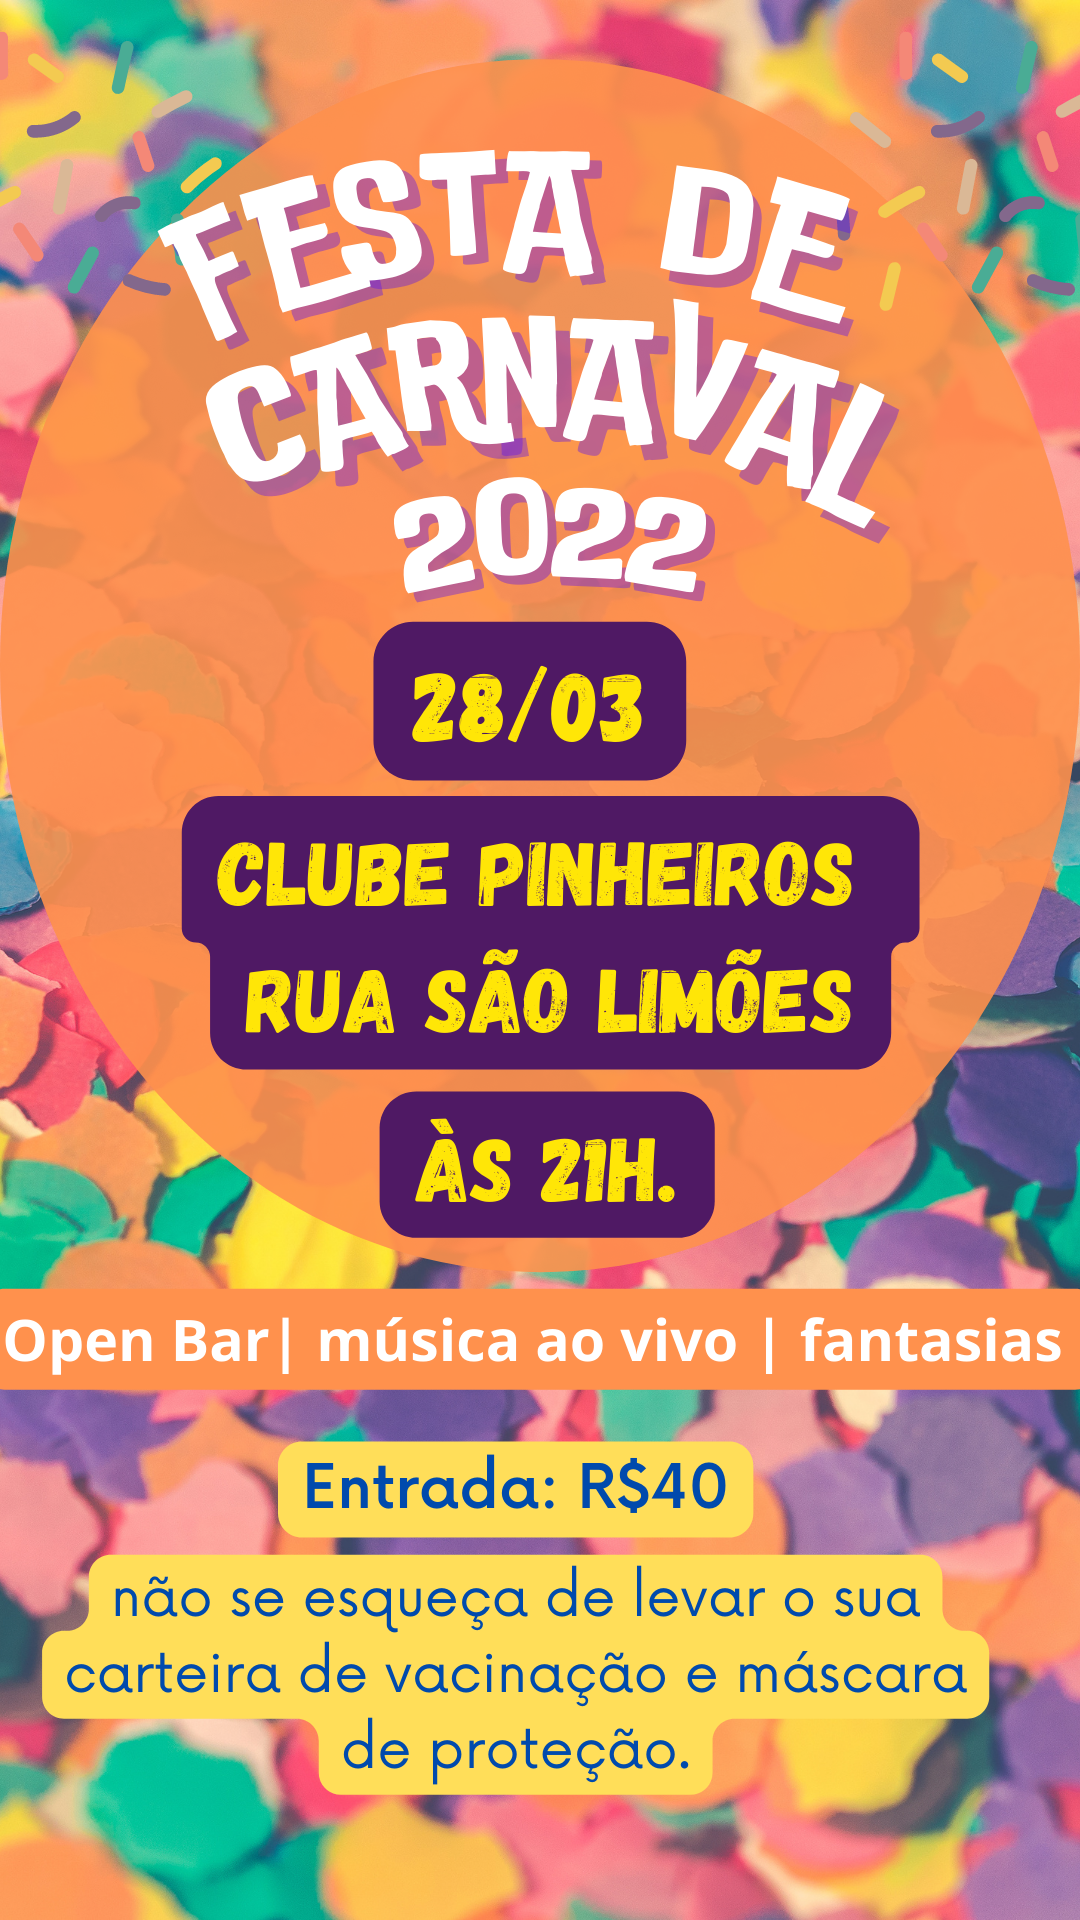 FESTA DE
CARNAVAL
2022
28/03
CLUBE PINHEIROS
RUA SÃO LIMÕES
ÀS 21H.
Open Bar| música ao vivo | fantasias
Entrada: R$40
não se esqueça de levar o sua
carteira de vacinação e máscara
de proteção.